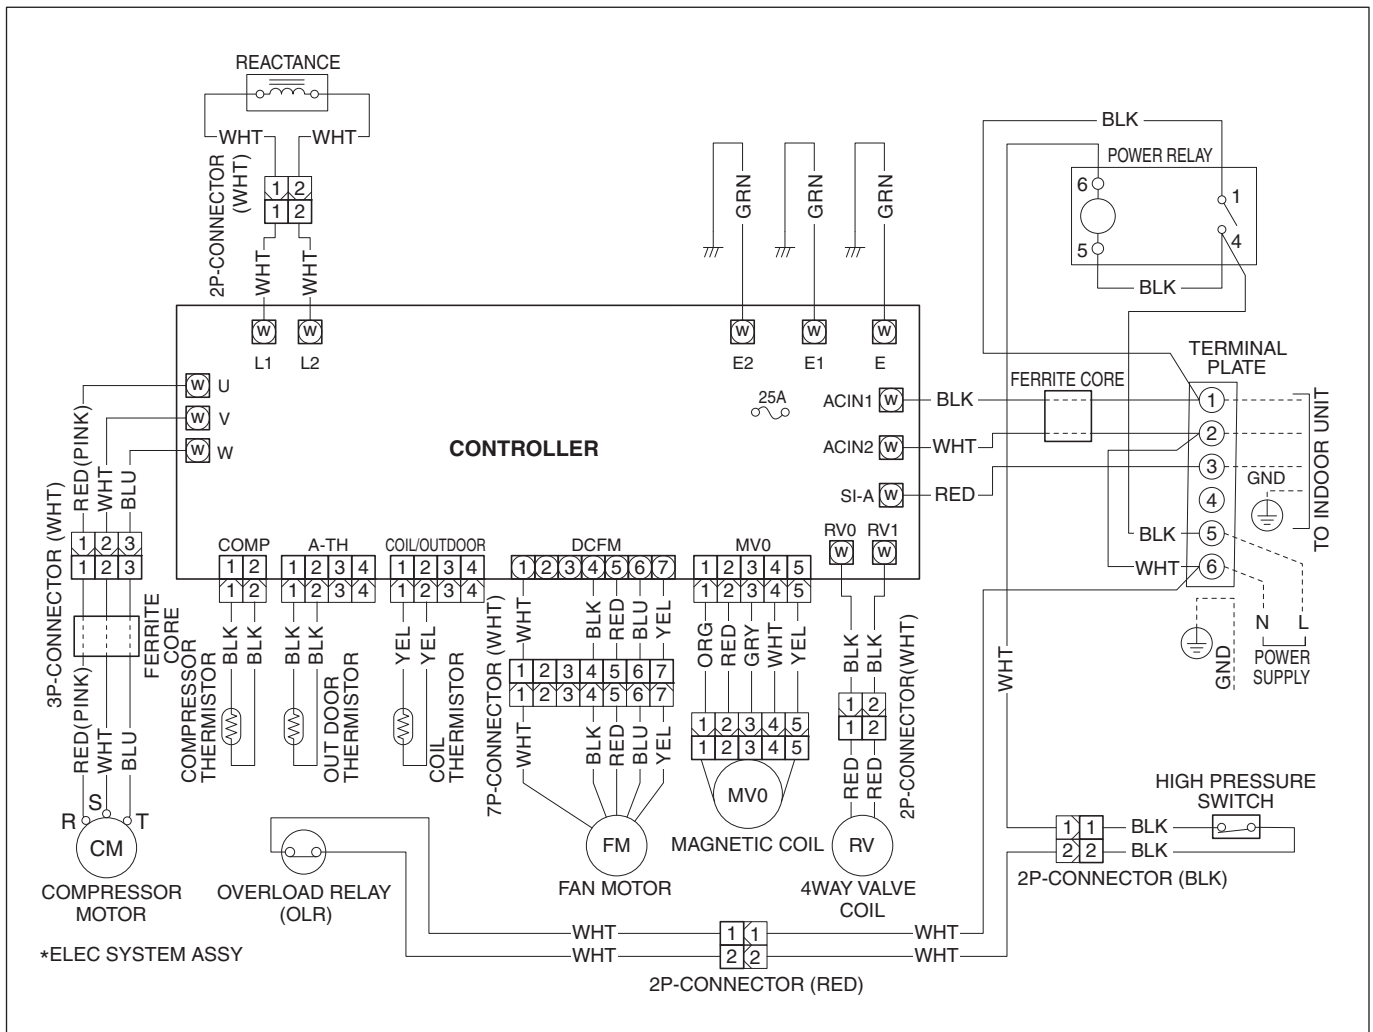 REACTANCE
WHT WHT
2P-CONNECTOR
(WHT)
1 2
1 2
WHT WHT
GRN GRN GRN
BLK
POWER RELAY
6 1
5 4
BLK
W W W W W
L1 L2 E2 E1 E
TERMINAL
PLATE
FERRITE CORE
W U
W V
W W
25A
CONTROLLER
ACIN1 W BLK
ACIN2 W WHT
SI-A W RED
RV0 RV1
W W
1
2
3
4
5
6
GND
TO INDOOR UNIT
BLK
WHT
N L
POWER
SUPPLY
GND
RED(PINK) WHT BLU
3P-CONNECTOR (WHT)
1 2 3
1 2 3
FERRITE
CORE
RED(PINK) WHT BLU
R S T
CM
COMPRESSOR
MOTOR
COMP A-TH COIL/OUTDOOR DCFM MV0
1 2 1 2 3 4 1 2 3 4 1 2 3 4 5 6 7 1 2 3 4 5
1 2 1 2 3 4 1 2 3 4 1 2 3 4 5
BLK BLK BLK BLK YEL YEL
COMPRESSOR
THERMISTOR
OUT DOOR
THERMISTOR
COIL
THERMISTOR
WHT BLK RED BLU YEL
7P-CONNECTOR (WHT)
1 2 3 4 5 6 7
1 2 3 4 5 6 7
WHT BLK RED BLU YEL
FM
FAN MOTOR
ORG RED GRY WHT YEL
1 2 3 4 5
1 2 3 4 5
MV0
MAGNETIC COIL
BLK BLK
2P-CONNECTOR(WHT)
1 2
1 2
RED RED
RV
4WAY VALVE
COIL
WHT
HIGH PRESSURE
SWITCH
1 1 BLK
2 2 BLK
2P-CONNECTOR (BLK)
OVERLOAD RELAY
(OLR)
WHT 1 1 WHT
WHT 2 2 WHT
2P-CONNECTOR (RED)
*ELEC SYSTEM ASSY